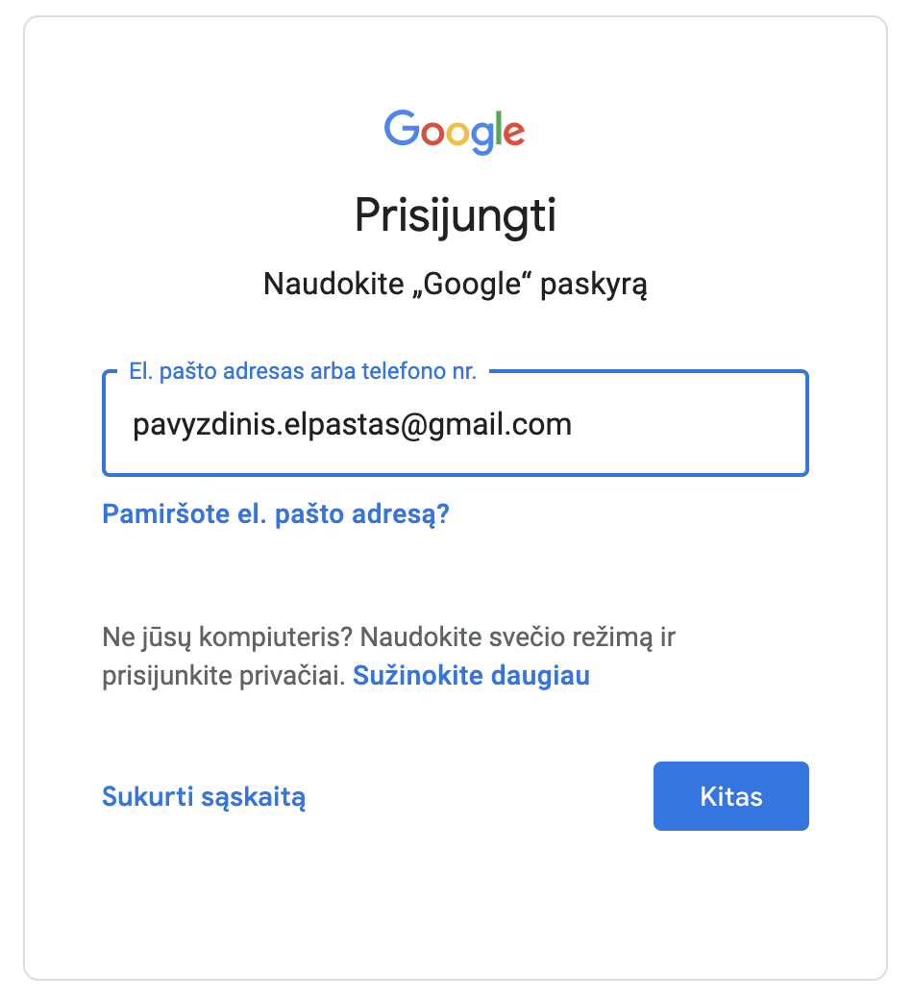 Google
Prisijungti
Naudokite „Google“ paskyrą
El. pašto adresas arba telefono nr.
pavyzdinis.elpastas@gmail.com
Pamiršote el. pašto adresą?
Ne jūsų kompiuteris? Naudokite svečio režimą ir
prisijunkite privačiai. Sužinokite daugiau
Sukurti sąskaitą
Kitas